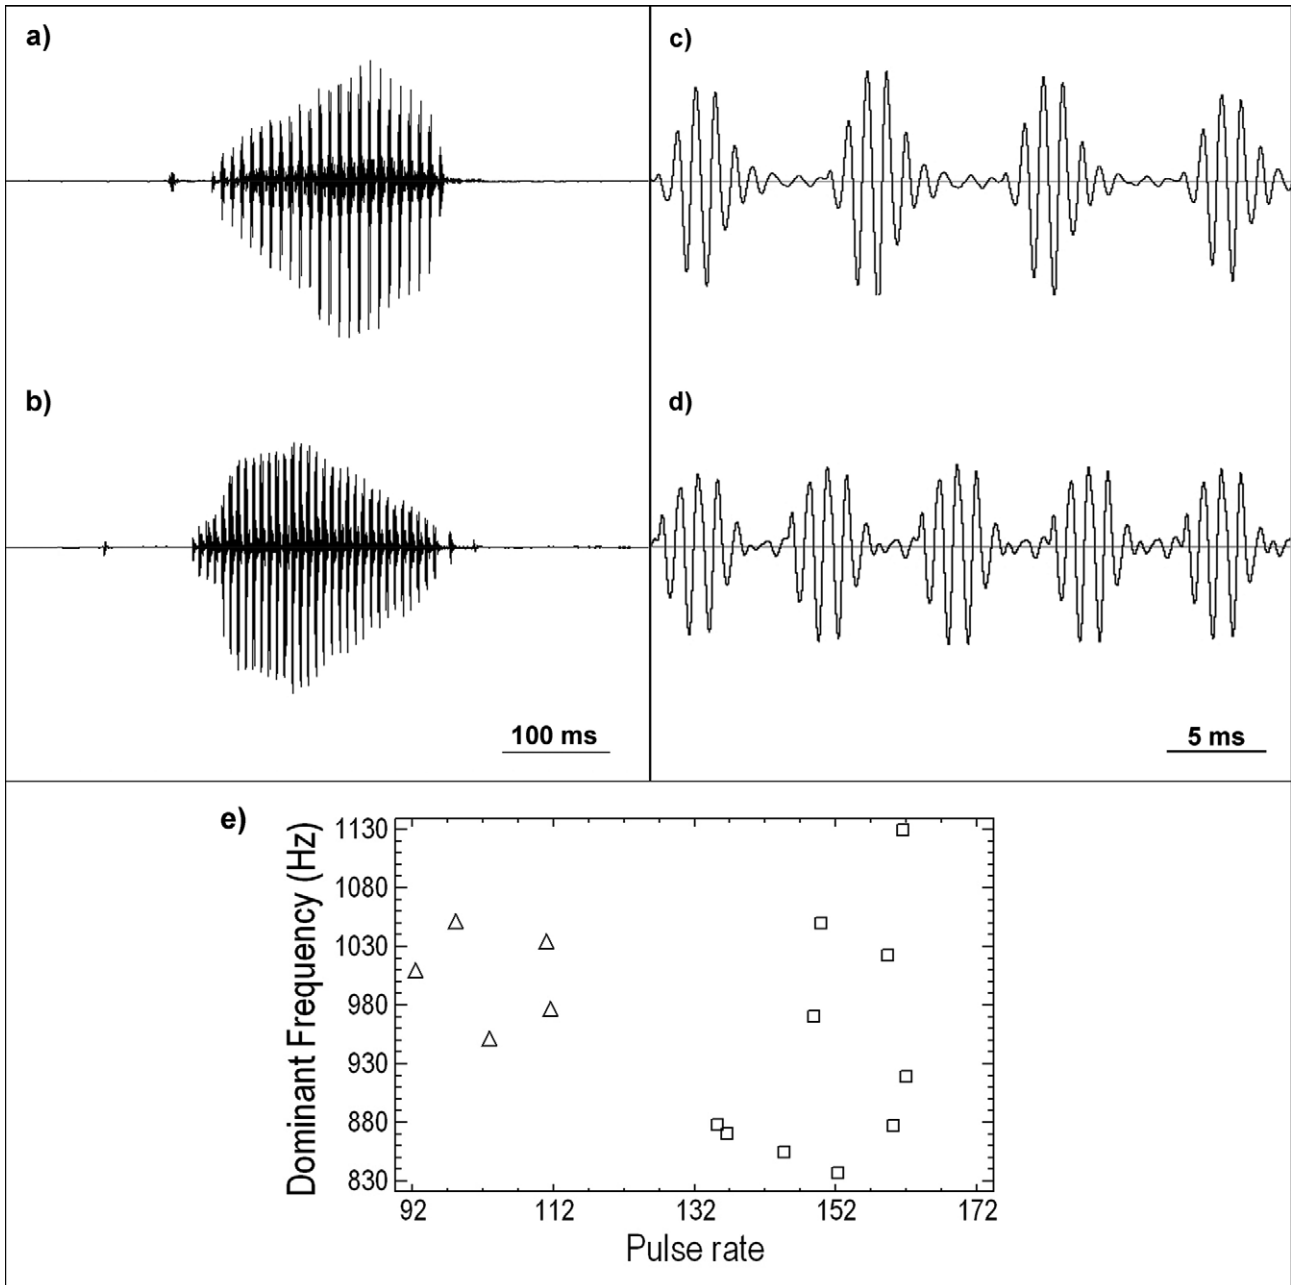 a)
c)
b)
d)
100 ms
5 ms
e)
Dominant Frequency (Hz)
1130
1080
1030
980
930
880
830
92 112 132 152 172
Pulse rate